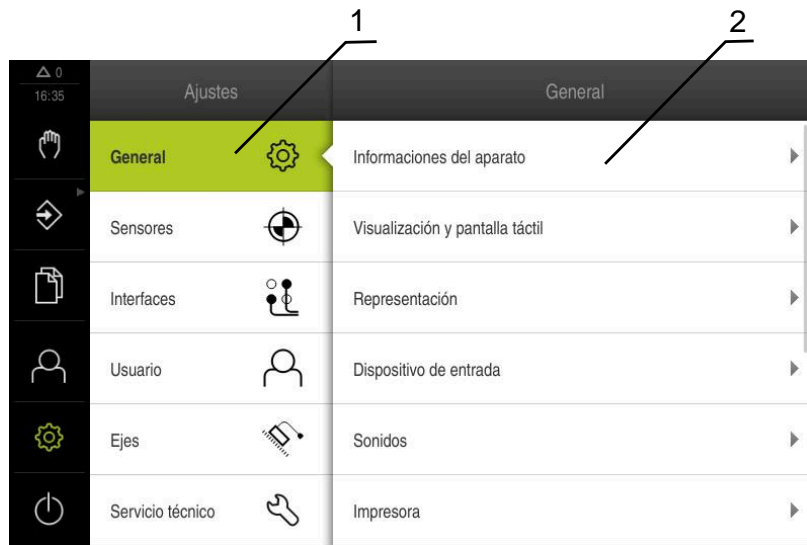 1
2
0
16:35
Ajustes
General
General
Sensores
Interfaces
Usuario
Ejes
Servicio técnico
Informaciones del aparato
Visualización y pantalla táctil
Representación
Dispositivo de entrada
Sonidos
Impresora